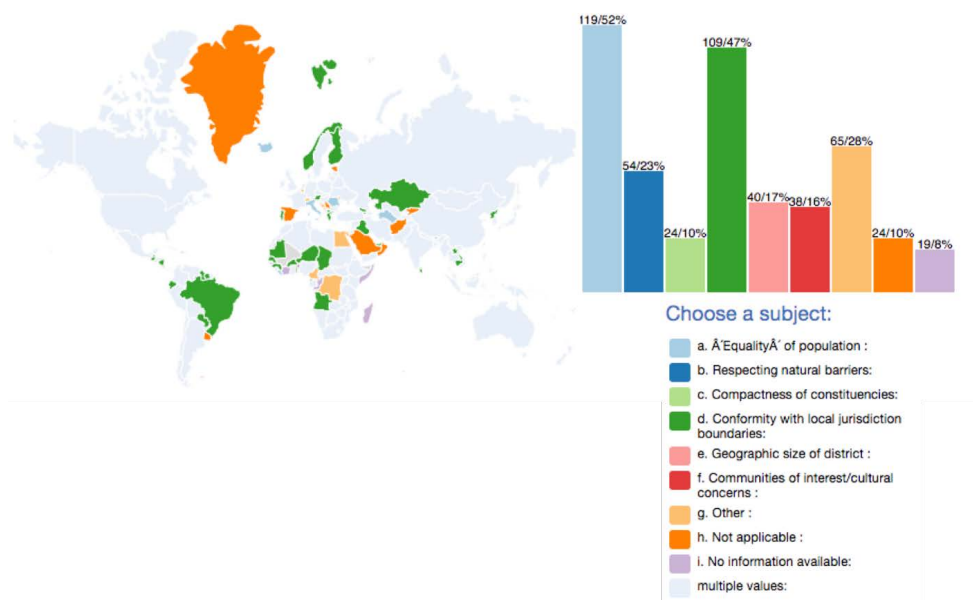 119/52%
54/23%
24/10%
109/47%
40/17%
38/16%
65/28%
24/10%
19/8%
Choose a subject:
a. Â´EqualityÂ´ of population :
b. Respecting natural barriers:
c. Compactness of constituencies:
d. Conformity with local jurisdiction
boundaries:
e. Geographic size of district :
f. Communities of interest/cultural
concerns :
g. Other :
h. Not applicable :
i. No information available:
multiple values: